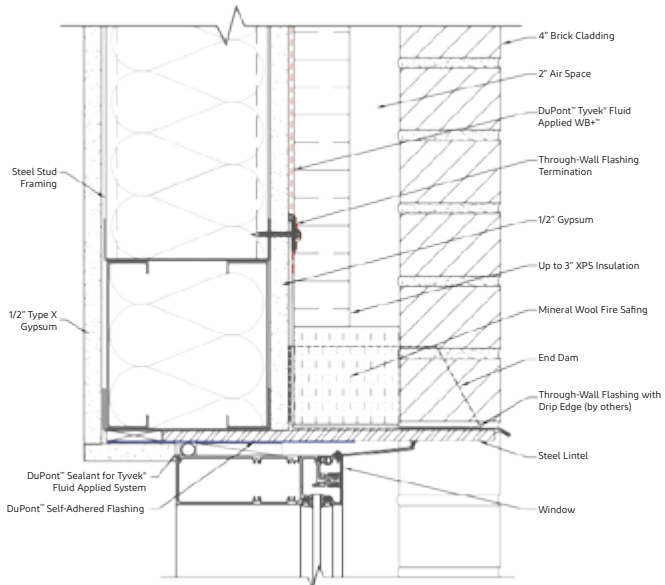 4" Brick Cladding
2" Air Space
DuPont™ Tyvek® Fluid
Applied WB+™
Through-Wall Flashing
Termination
1/2" Gypsum
Up to 3" XPS Insulation
Mineral Wool Fire Safing
End Dam
Through-Wall Flashing with
Drip Edge (by others)
Steel Lintel
Window
Steel Stud
Framing
1/2" Type X
Gypsum
DuPont™ Sealant for Tyvek®
Fluid Applied System
DuPont™ Self-Adhered Flashing